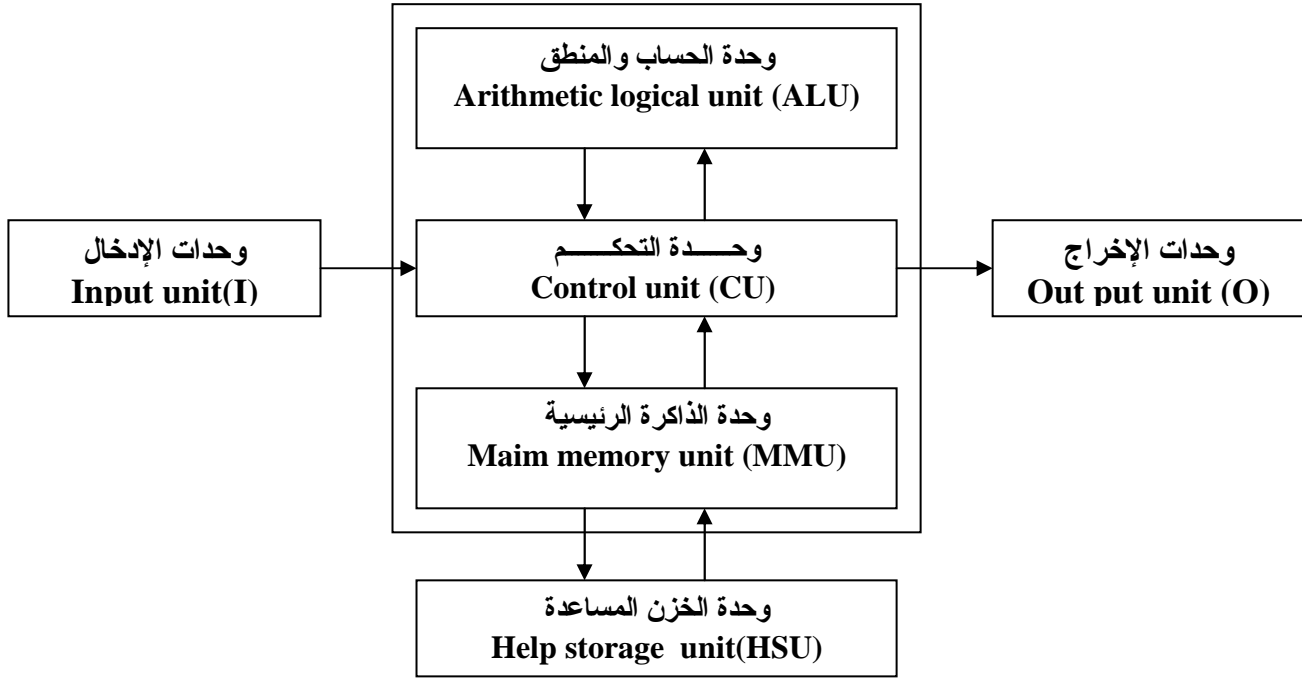 وحدة الحساب والمنطق
Arithmetic logical unit (ALU)
وحدات الإدخال
Input unit(I)
وحـــــدة التحكـــــــم
Control unit (CU)
وحدات الإخراج
Out put unit (O)
وحدة الذاكرة الرئيسية
Maim memory unit (MMU)
وحدة الخزن المساعدة
Help storage unit(HSU)